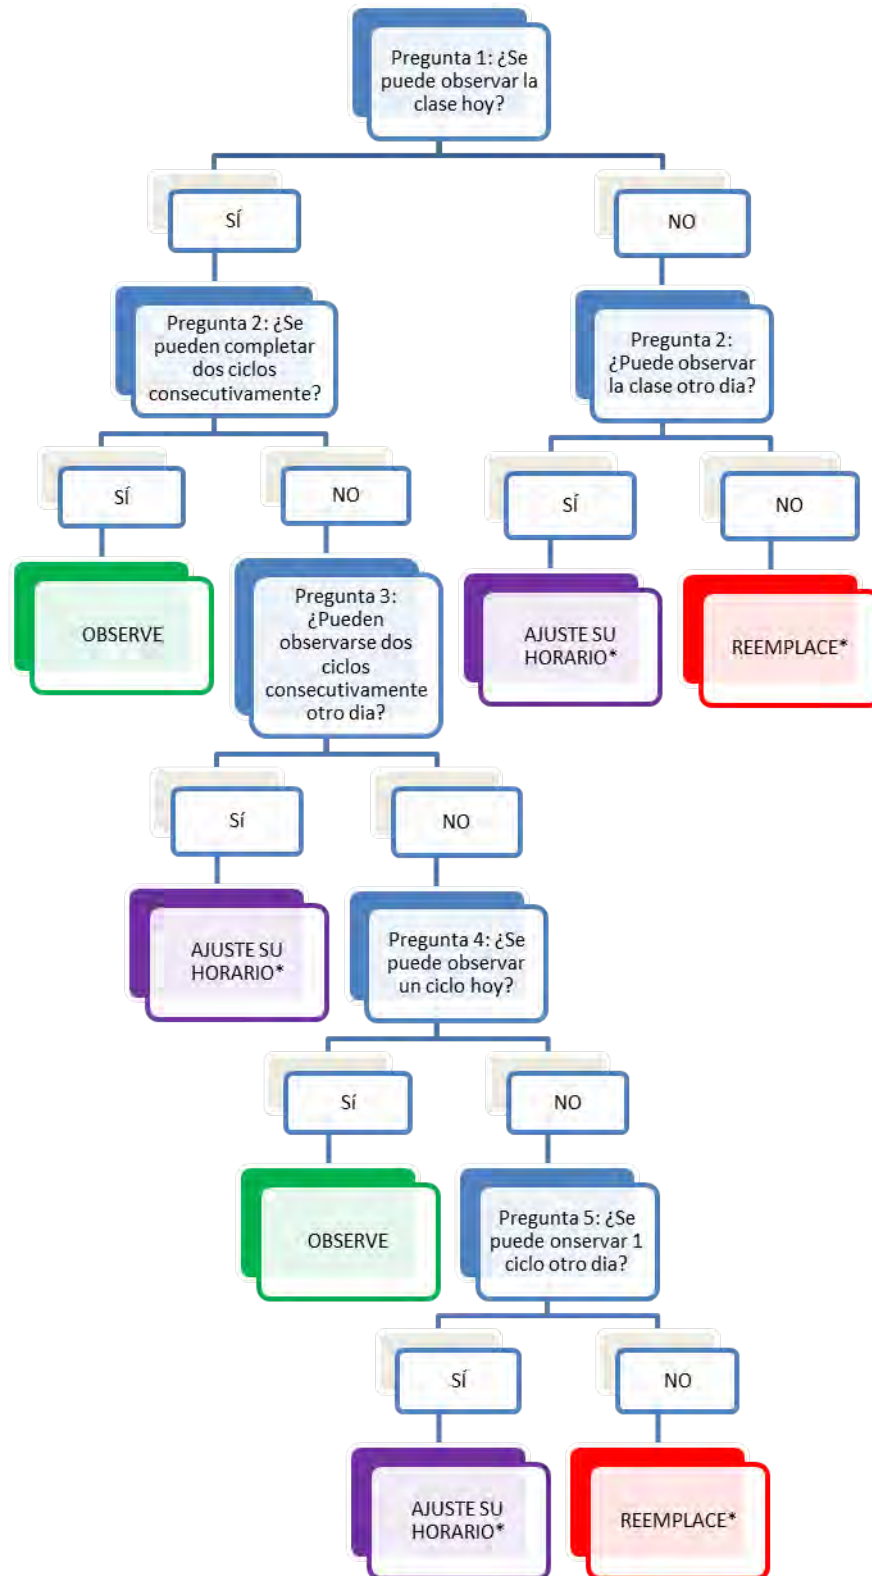 Pregunta 1: ¿Se
puede observar la
clase hoy?
SÍ
NO
Pregunta 2: ¿Se
pueden completar
dos ciclos
consecutivamente?
Pregunta 2:
¿Puede observar
la clase otro dia?
SÍ
NO
SÍ
NO
OBSERVE
Pregunta 3:
¿Pueden
observarse dos
ciclos
consecutivamente
otro dia?
AJUSTE SU
HORARIO*
REEMPLACE*
SÍ
NO
AJUSTE SU
HORARIO*
Pregunta 4: ¿Se
puede observar
un ciclo hoy?
SÍ
NO
OBSERVE
Pregunta 5: ¿Se
puede onservar 1
ciclo otro dia?
SÍ
NO
AJUSTE SU
HORARIO*
REEMPLACE*